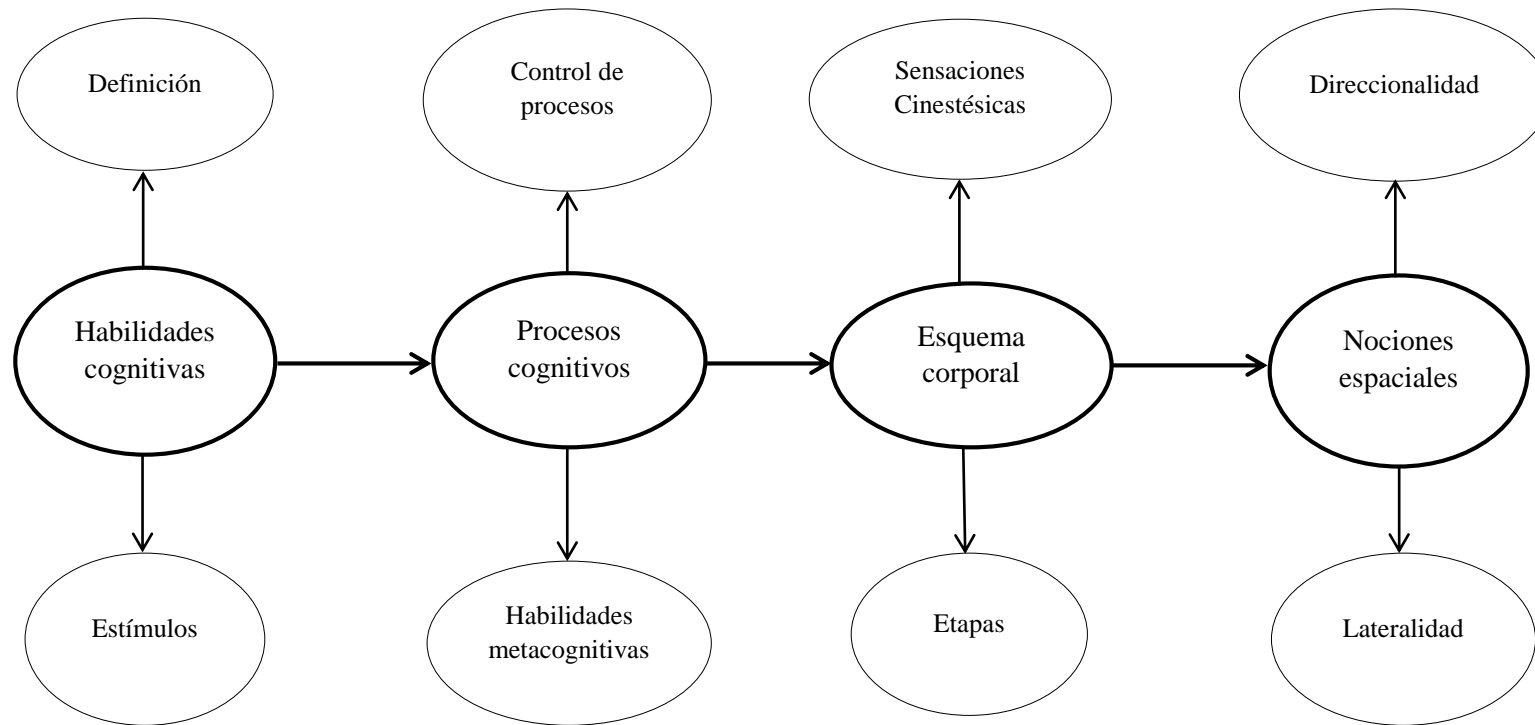 Definición
Control de
procesos
Sensaciones
Cinestésicas
Direccionalidad
Habilidades
cognitivas
Procesos
cognitivos
Esquema
corporal
Nociones
espaciales
Estímulos
Habilidades
metacognitivas
Etapas
Lateralidad